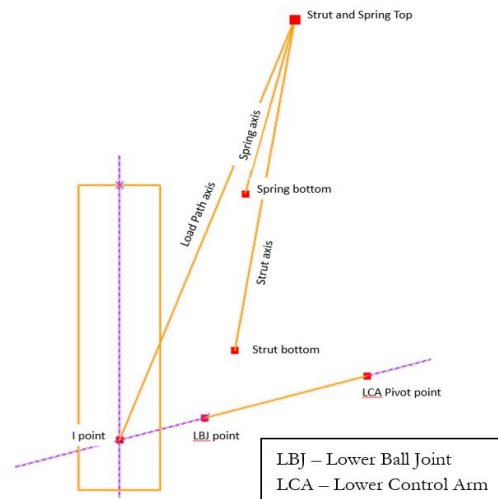 Strut and Spring Top
Spring axis
Load Path axis
Spring bottom
Strut axis
Strut bottom
LCA Pivot point
I point
LBJ point
LBJ – Lower Ball Joint
LCA – Lower Control Arm